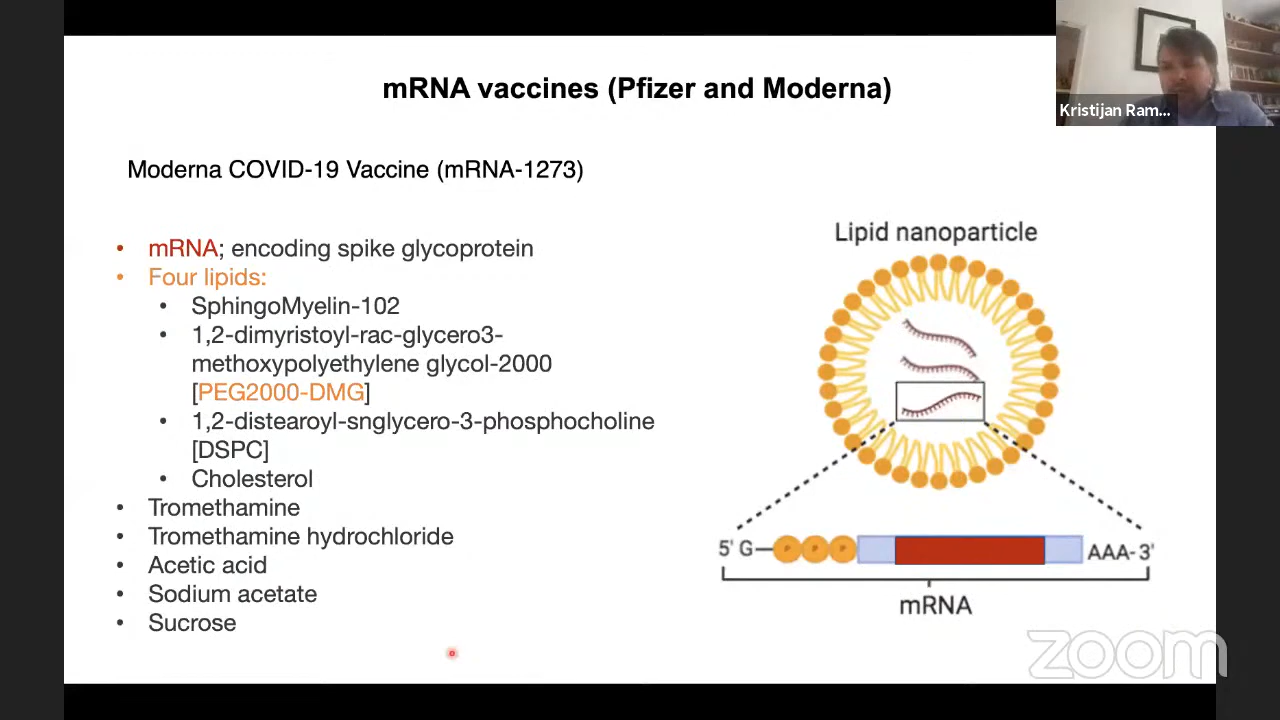 mRNA vaccines (Pfizer and Moderna)
Kristijan Ram...
Moderna COVID-19 Vaccine (mRNA-1273)
• mRNA; encoding spike glycoprotein
• Four lipids:
• SphingoMyelin-102
• 1,2-dimyristoyl-rac-glycero3-
methoxypolyethylene glycol-2000
[PEG2000-DMG]
• 1,2-distearoyl-snglycero-3-phosphocholine
[DSPC]
• Cholesterol
• Tromethamine
• Tromethamine hydrochloride
• Acetic acid
• Sodium acetate
• Sucrose
Lipid nanoparticle
5' G P P P AAA-3'
mRNA
zoom